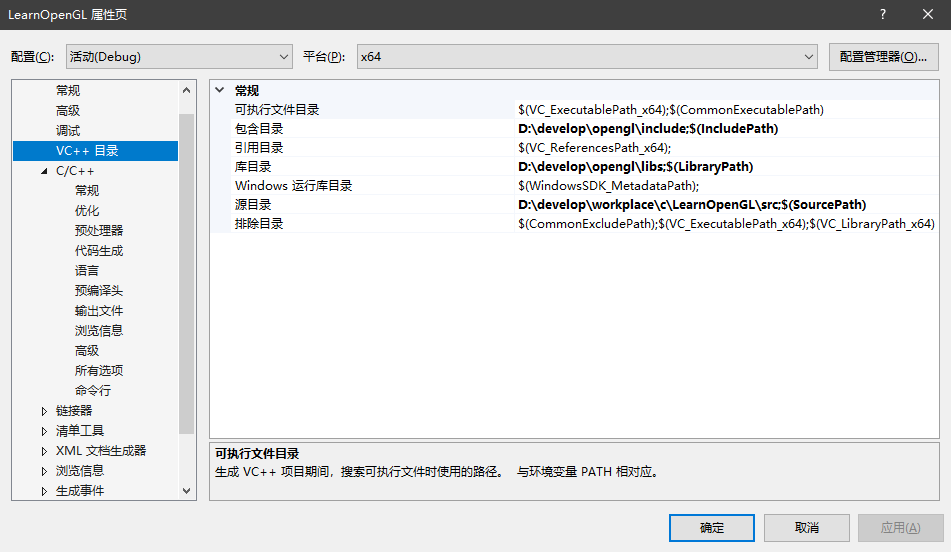 LearnOpenGL 属性页
配置(C): 活动(Debug) 平台(P): x64 配置管理器(O)...
常规
高级
调试
VC++ 目录
C/C++
常规
优化
预处理器
代码生成
语言
预编译头
输出文件
浏览信息
高级
所有选项
命令行
链接器
清单工具
XML 文档生成器
浏览信息
生成事件
常规
可执行文件目录 $(VC_ExecutablePath_x64);$(CommonExecutablePath)
包含目录 D:\develop\opengl\include;$(IncludePath)
引用目录 $(VC_ReferencesPath_x64);
库目录 D:\develop\opengl\libs;$(LibraryPath)
Windows 运行库目录 $(WindowsSDK_MetadataPath);
源目录 D:\develop\workplace\c\LearnOpenGL\src;$(SourcePath)
排除目录 $(CommonExcludePath);$(VC_ExecutablePath_x64);$(VC_LibraryPath_x64)
可执行文件目录
生成 VC++ 项目期间，搜索可执行文件时使用的路径。 与环境变量 PATH 相对应。
确定 取消 应用(A)